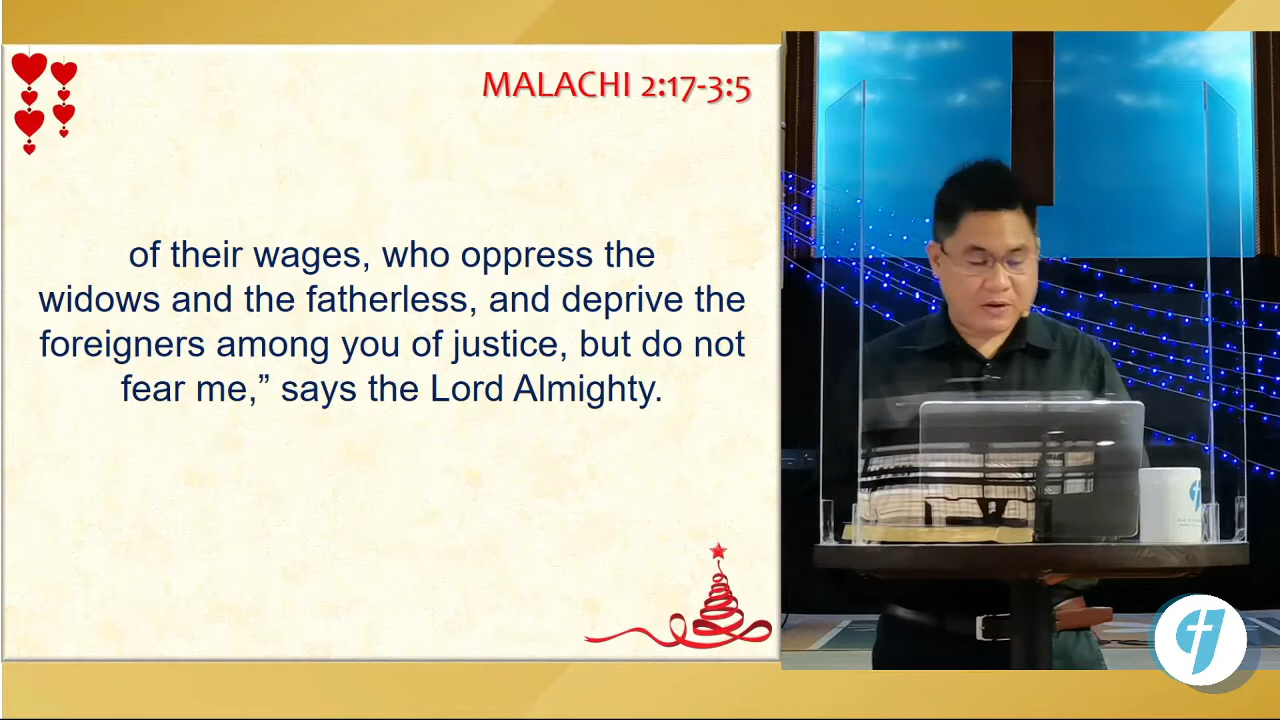 MALACHI 2:17-3:5
of their wages, who oppress the
widows and the fatherless, and deprive the
foreigners among you of justice, but do not
fear me,” says the Lord Almighty.